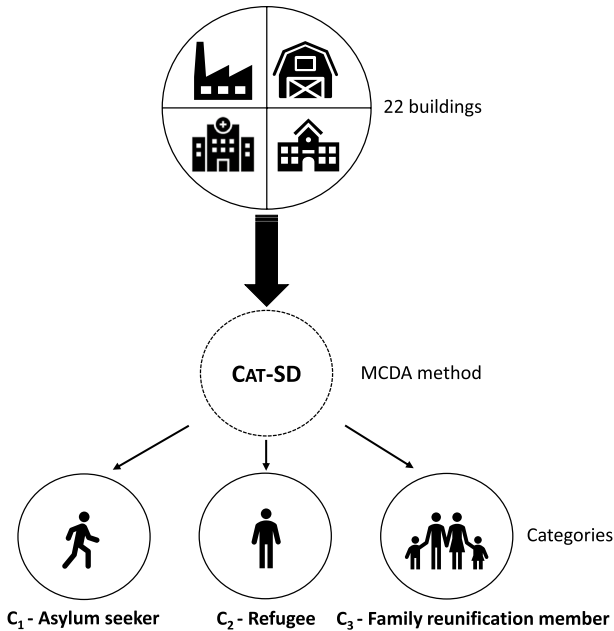 22 buildings
CAT-SD
MCDA method
Categories
C₁ - Asylum seeker
C₂ - Refugee
C₃ - Family reunification member